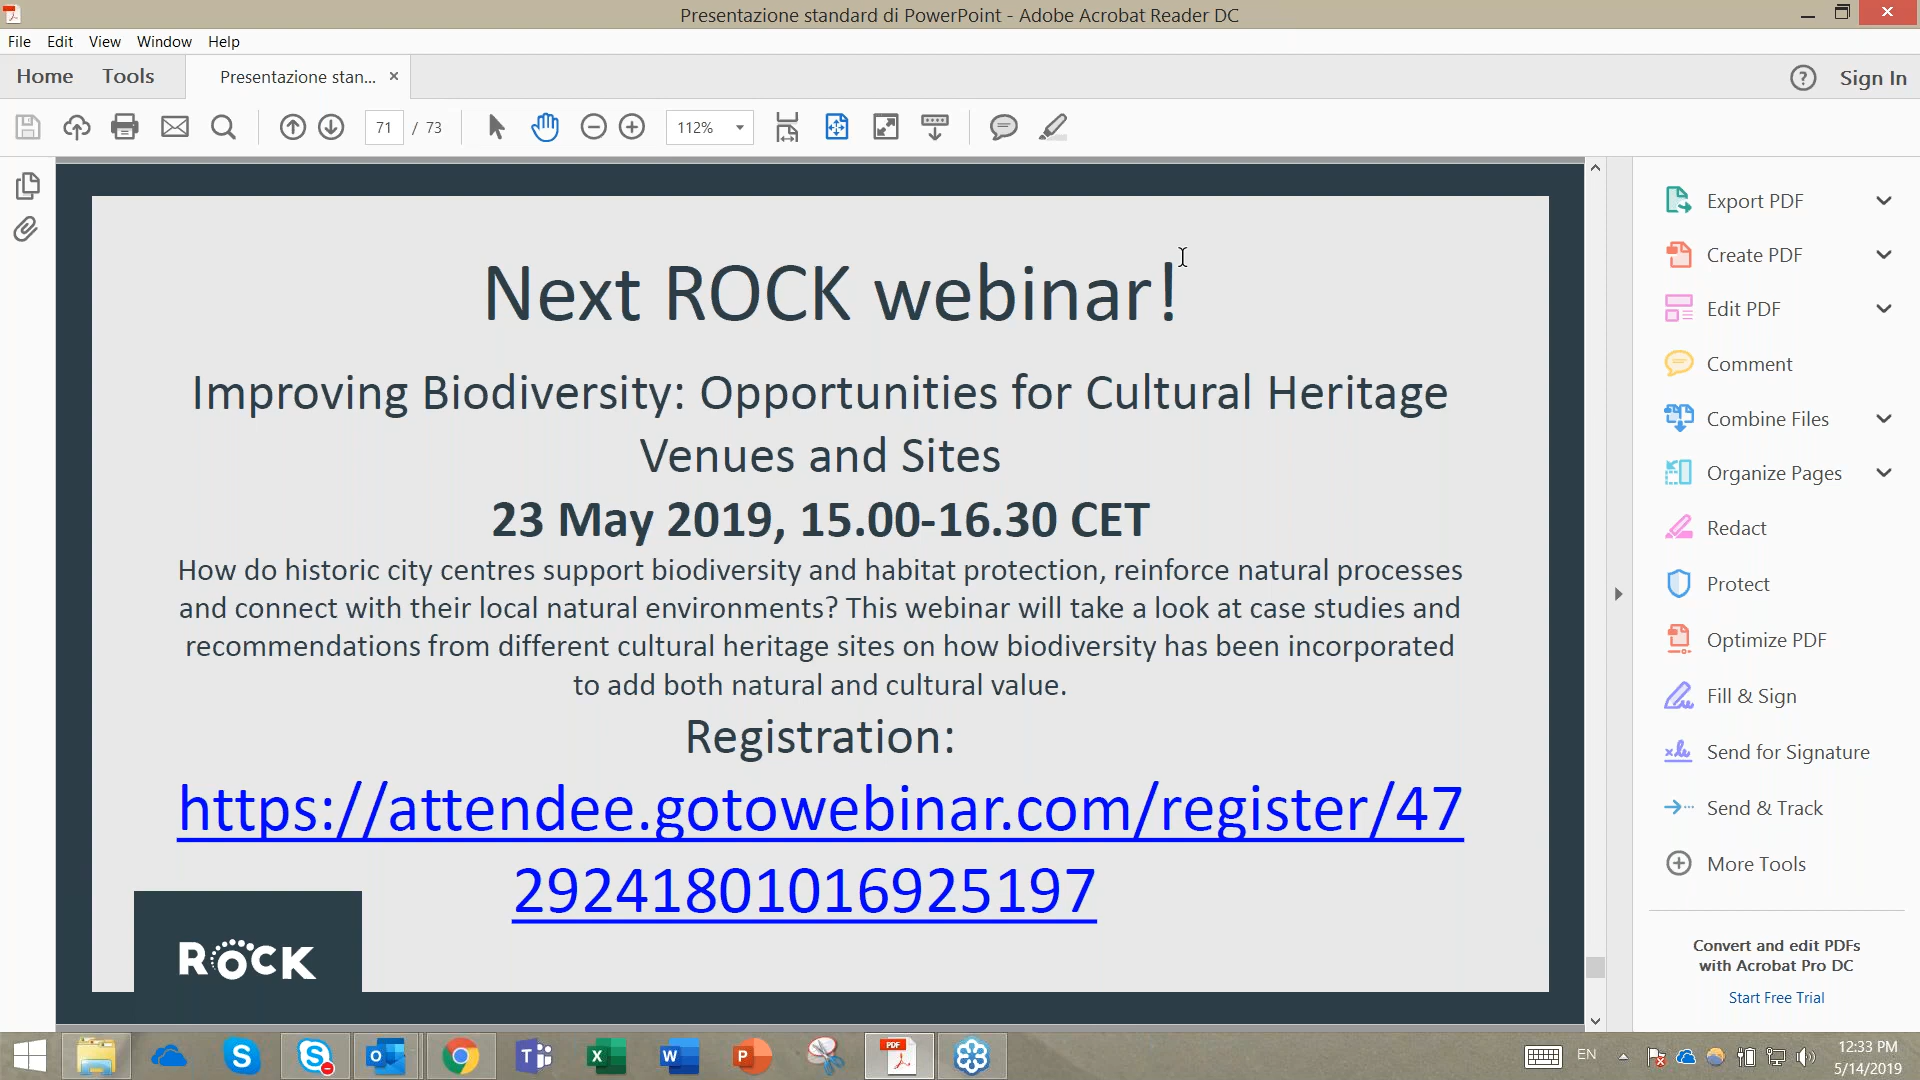 Presentazione standard di PowerPoint - Adobe Acrobat Reader DC
File Edit View Window Help
Home Tools Presentazione stan... × ? Sign In
71 / 73 112%
Next ROCK webinar!
Improving Biodiversity: Opportunities for Cultural Heritage
Venues and Sites
23 May 2019, 15.00-16.30 CET
How do historic city centres support biodiversity and habitat protection, reinforce natural processes
and connect with their local natural environments? This webinar will take a look at case studies and
recommendations from different cultural heritage sites on how biodiversity has been incorporated
to add both natural and cultural value.
Registration:
https://attendee.gotowebinar.com/register/47
29241801016925197
ROCK
Export PDF
Create PDF
Edit PDF
Comment
Combine Files
Organize Pages
Redact
Protect
Optimize PDF
Fill & Sign
Send for Signature
Send & Track
More Tools
Convert and edit PDFs
with Acrobat Pro DC
Start Free Trial
EN
12:33 PM
5/14/2019